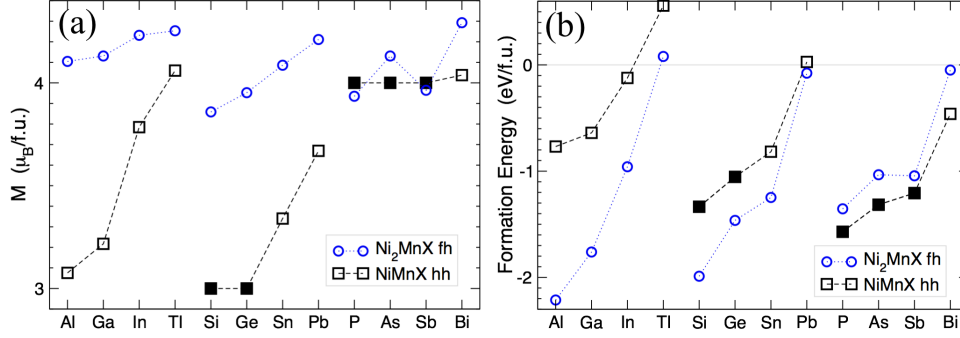 (a)
M (μB/f.u.)
4
3
Ni2MnX fh
NiMnX hh
Al Ga In Tl Si Ge Sn Pb P As Sb Bi
(b)
Formation Energy (eV/f.u.)
0
-1
-2
Ni2MnX fh
NiMnX hh
Al Ga In Tl Si Ge Sn Pb P As Sb Bi